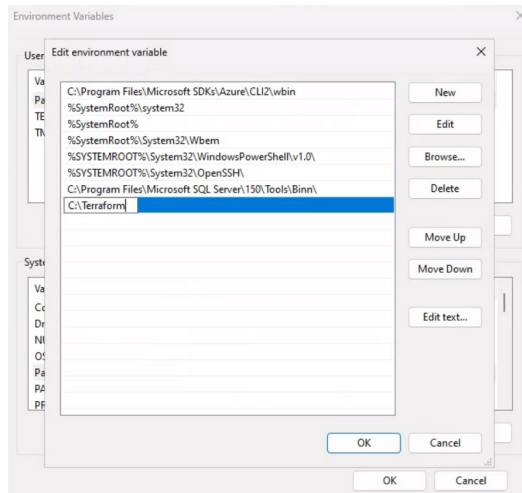 Environment Variables
Edit environment variable
User
Va
Pa
TE
TM
C:\Program Files\Microsoft SDKs\Azure\CLI2\wbin
%SystemRoot%\system32
%SystemRoot%
%SystemRoot%\System32\Wbem
%SYSTEMROOT%\System32\WindowsPowerShell\v1.0\
%SYSTEMROOT%\System32\OpenSSH\
C:\Program Files\Microsoft SQL Server\150\Tools\Binn\
C:\Terraform
New
Edit
Browse...
Delete
Move Up
Move Down
Edit text...
Syste
Va
Co
Dr
NU
OS
Pa
PA
PR
OK
Cancel
OK
Cancel